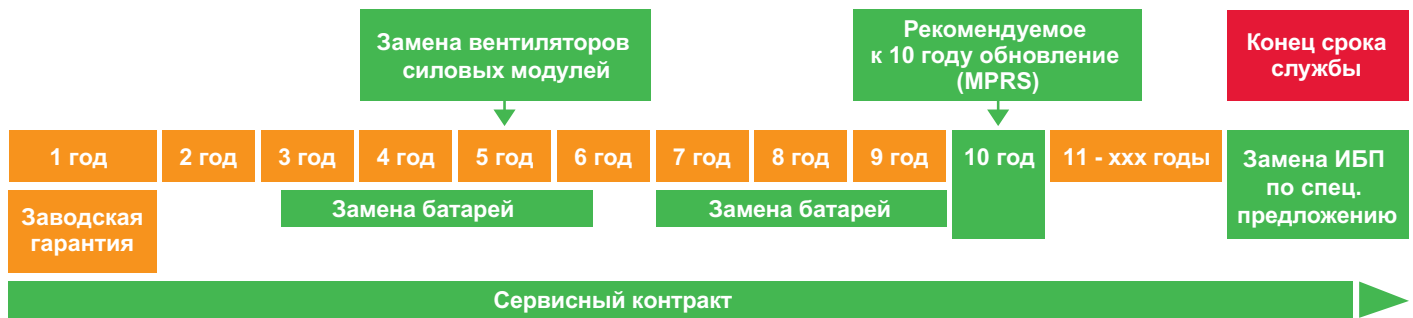 Замена вентиляторов
силовых модулей
Рекомендуемое
к 10 году обновление
(MPRS)
Конец срока
службы
1 год
2 год
3 год
4 год
5 год
6 год
7 год
8 год
9 год
10 год
11 - xxx годы
Замена ИБП
по спец.
предложению
Заводская
гарантия
Замена батарей
Замена батарей
Сервисный контракт